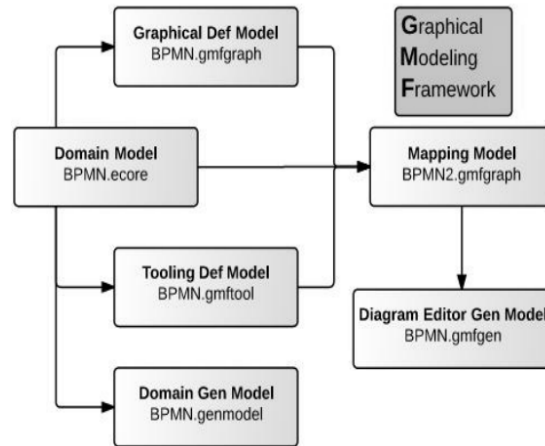 Graphical Def Model
BPMN.gmfgraph
Graphical
Modeling
Framework
Domain Model
BPMN.ecore
Mapping Model
BPMN2.gmfgraph
Tooling Def Model
BPMN.gmftool
Diagram Editor Gen Model
BPMN.gmfgen
Domain Gen Model
BPMN.genmodel